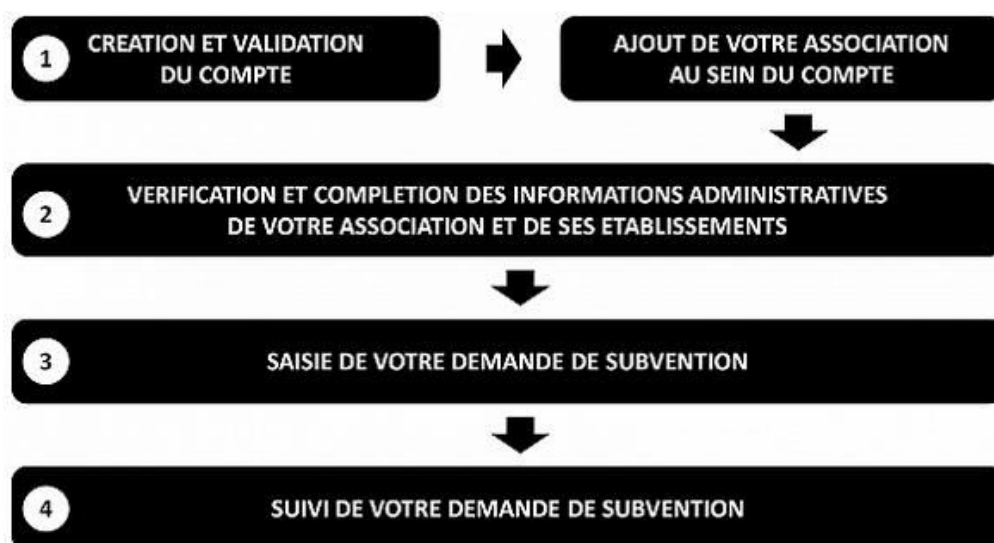 1
CREATION ET VALIDATION
DU COMPTE
AJOUT DE VOTRE ASSOCIATION
AU SEIN DU COMPTE
2
VERIFICATION ET COMPLETION DES INFORMATIONS ADMINISTRATIVES
DE VOTRE ASSOCIATION ET DE SES ETABLISSEMENTS
3
SAISIE DE VOTRE DEMANDE DE SUBVENTION
4
SUIVI DE VOTRE DEMANDE DE SUBVENTION